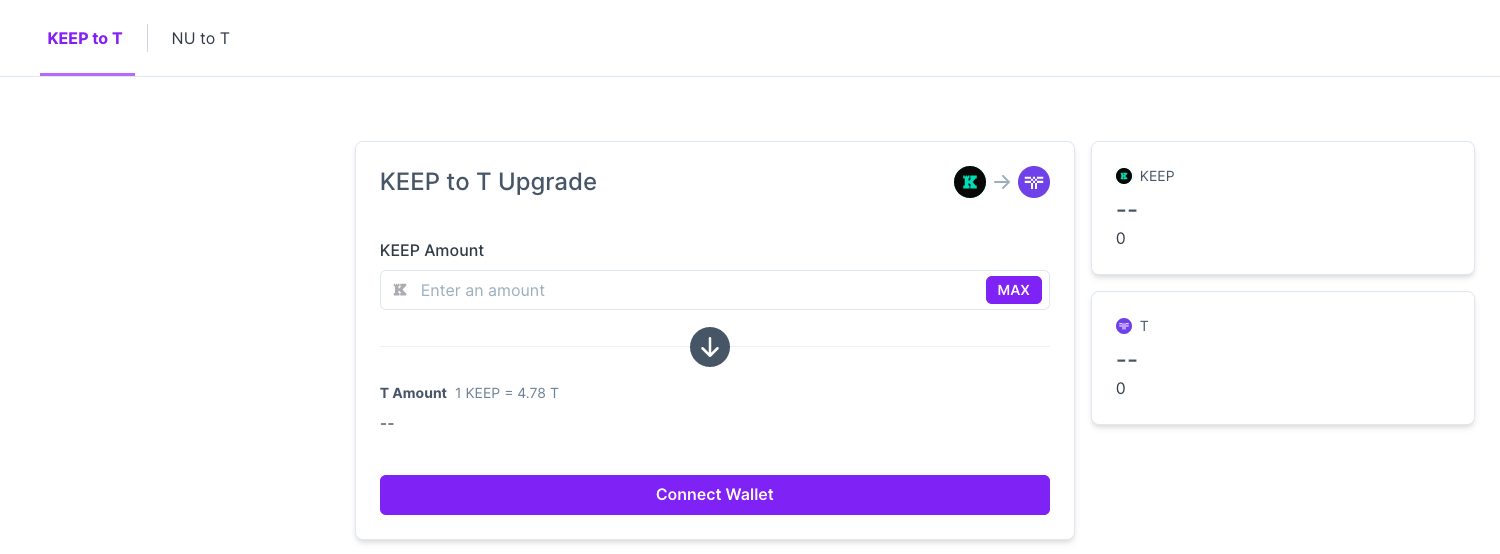 KEEP to T
NU to T
KEEP to T Upgrade
KEEP Amount
Enter an amount
MAX
T Amount 1 KEEP = 4.78 T
--
Connect Wallet
KEEP
--
0
T
--
0